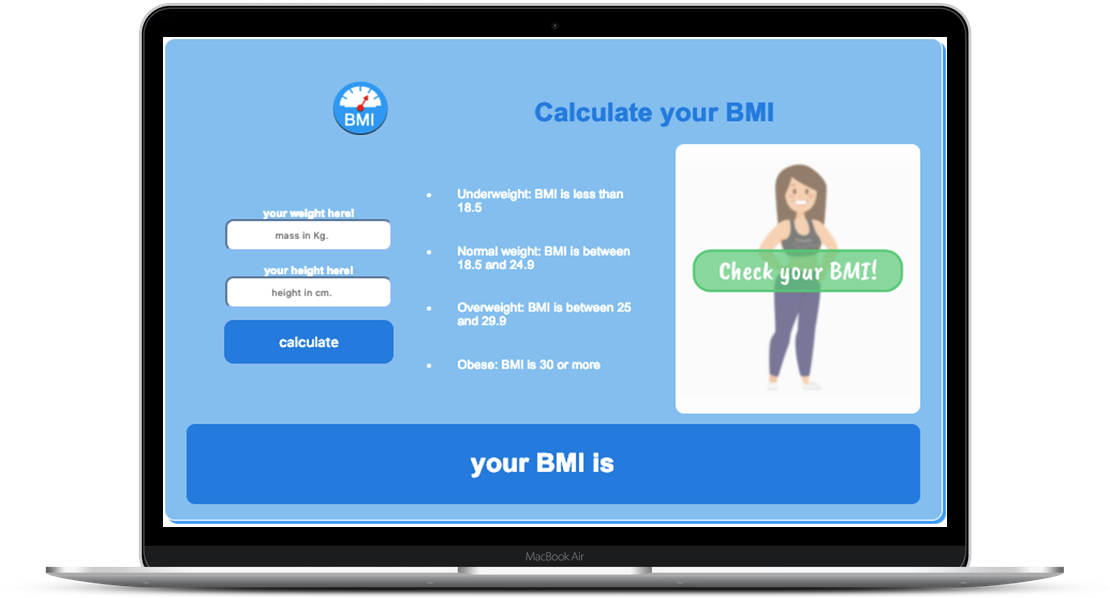 BMI
Calculate your BMI
your weight here!
mass in Kg.
your height here!
height in cm.
calculate
Underweight: BMI is less than
18.5
Normal weight: BMI is between
18.5 and 24.9
Overweight: BMI is between 25
and 29.9
Obese: BMI is 30 or more
Check your BMI!
your BMI is
MacBook Air